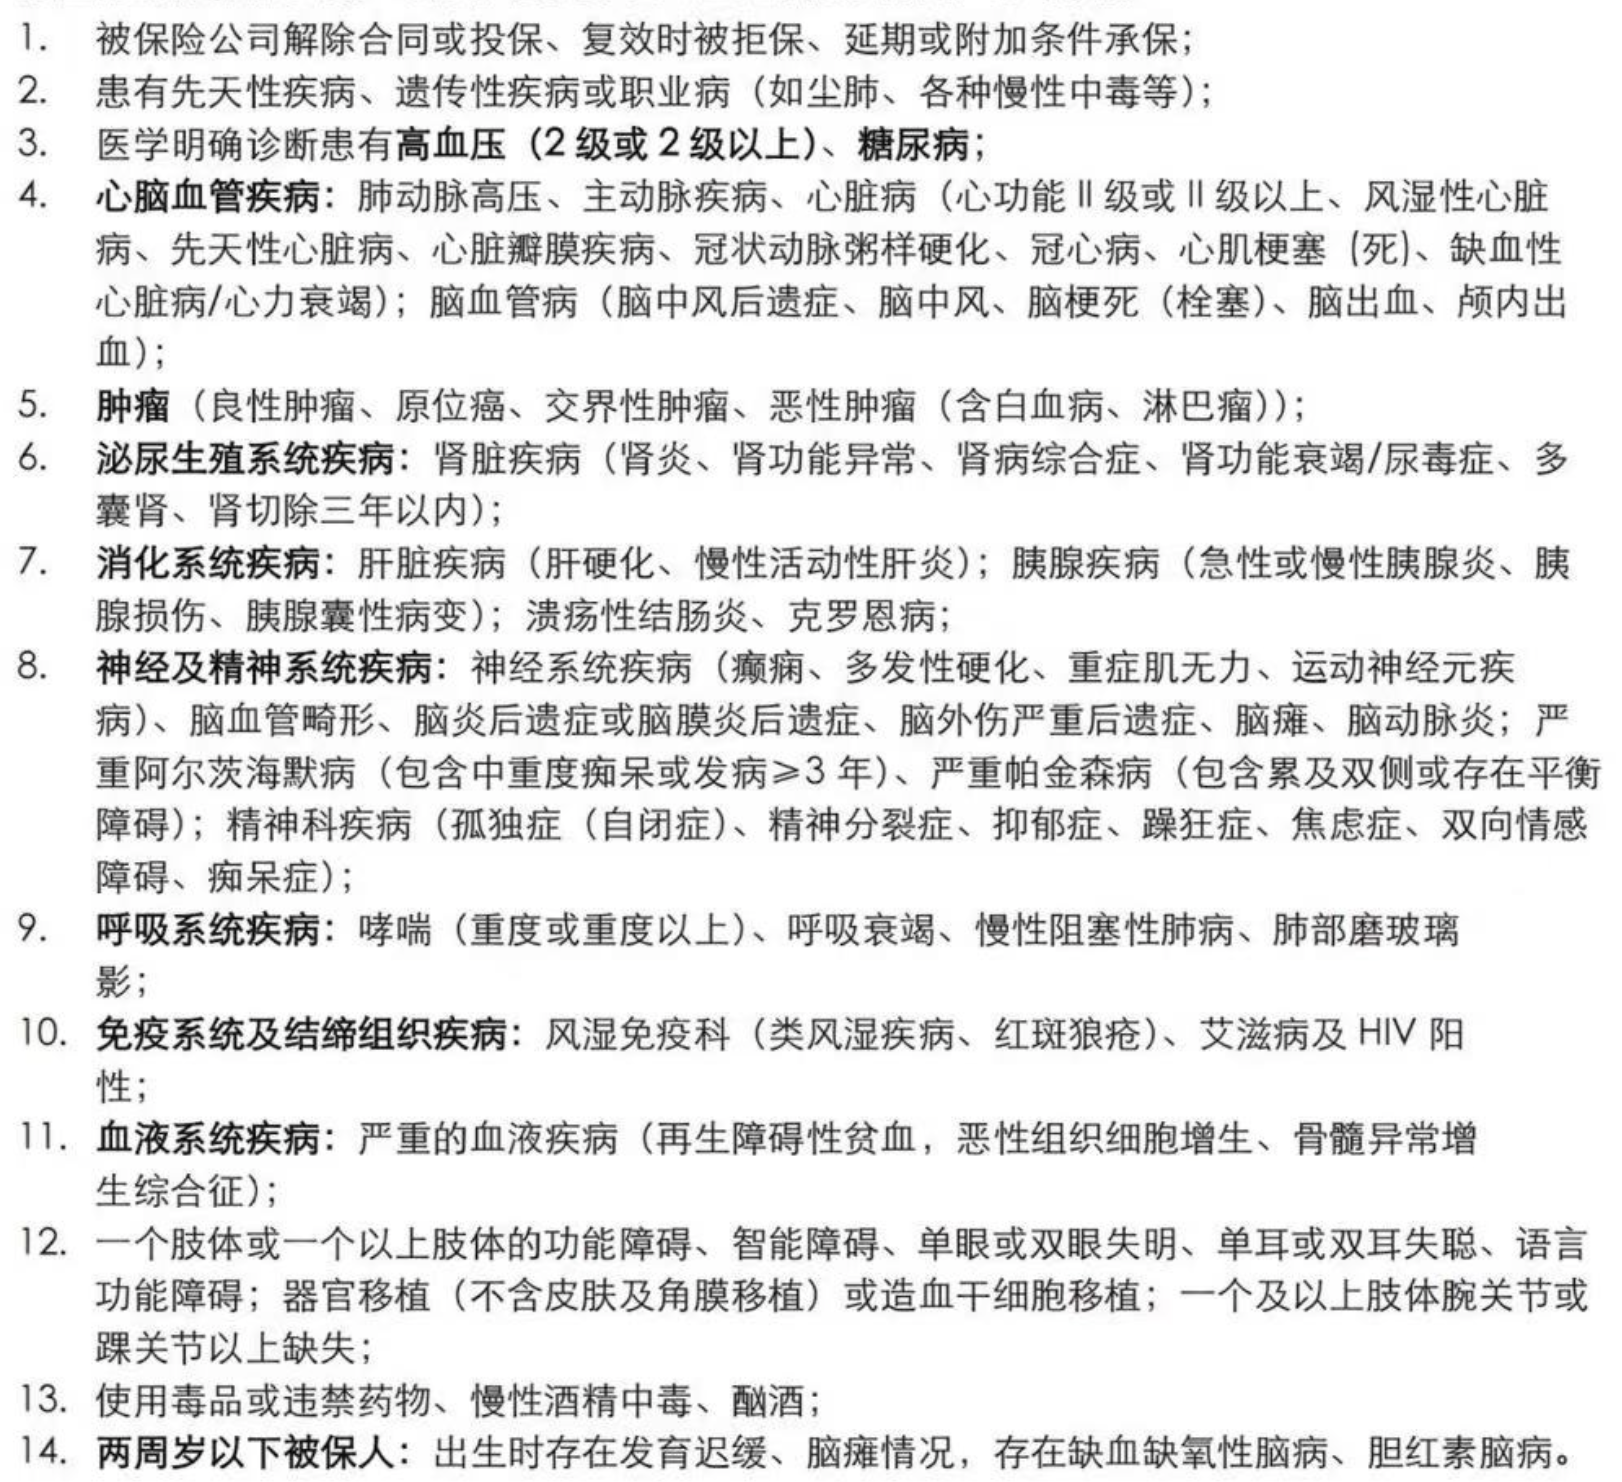 1. 被保险公司解除合同或投保、复效时被拒保、延期或附加条件承保；
2. 患有先天性疾病、遗传性疾病或职业病（如尘肺、各种慢性中毒等）；
3. 医学明确诊断患有高血压（2 级或 2 级以上）、糖尿病；
4. 心脑血管疾病：肺动脉高压、主动脉疾病、心脏病（心功能 II 级或 II 级以上、风湿性心脏
病、先天性心脏病、心脏瓣膜疾病、冠状动脉粥样硬化、冠心病、心肌梗塞（死）、缺血性
心脏病/心力衰竭）；脑血管病（脑中风后遗症、脑中风、脑梗死（栓塞）、脑出血、颅内出
血）；
5. 肿瘤（良性肿瘤、原位癌、交界性肿瘤、恶性肿瘤（含白血病、淋巴瘤））；
6. 泌尿生殖系统疾病：肾脏疾病（肾炎、肾功能异常、肾病综合症、肾功能衰竭/尿毒症、多
囊肾、肾切除三年以内）；
7. 消化系统疾病：肝脏疾病（肝硬化、慢性活动性肝炎）；胰腺疾病（急性或慢性胰腺炎、胰
腺损伤、胰腺囊性病变）；溃疡性结肠炎、克罗恩病；
8. 神经及精神系统疾病：神经系统疾病（癫痫、多发性硬化、重症肌无力、运动神经元疾
病）、脑血管畸形、脑炎后遗症或脑膜炎后遗症、脑外伤严重后遗症、脑瘫、脑动脉炎；严
重阿尔茨海默病（包含中重度痴呆或发病≥3 年）、严重帕金森病（包含累及双侧或存在平衡
障碍）；精神科疾病（孤独症（自闭症）、精神分裂症、抑郁症、躁狂症、焦虑症、双向情感
障碍、痴呆症）；
9. 呼吸系统疾病：哮喘（重度或重度以上）、呼吸衰竭、慢性阻塞性肺病、肺部磨玻璃
影；
10. 免疫系统及结缔组织疾病：风湿免疫科（类风湿疾病、红斑狼疮）、艾滋病及 HIV 阳
性；
11. 血液系统疾病：严重的血液疾病（再生障碍性贫血，恶性组织细胞增生、骨髓异常增
生综合征）；
12. 一个肢体或一个以上肢体的功能障碍、智能障碍、单眼或双眼失明、单耳或双耳失聪、语言
功能障碍；器官移植（不含皮肤及角膜移植）或造血干细胞移植；一个及以上肢体腕关节或
踝关节以上缺失；
13. 使用毒品或违禁药物、慢性酒精中毒、酗酒；
14. 两周岁以下被保人：出生时存在发育迟缓、脑瘫情况，存在缺血缺氧性脑病、胆红素脑病。